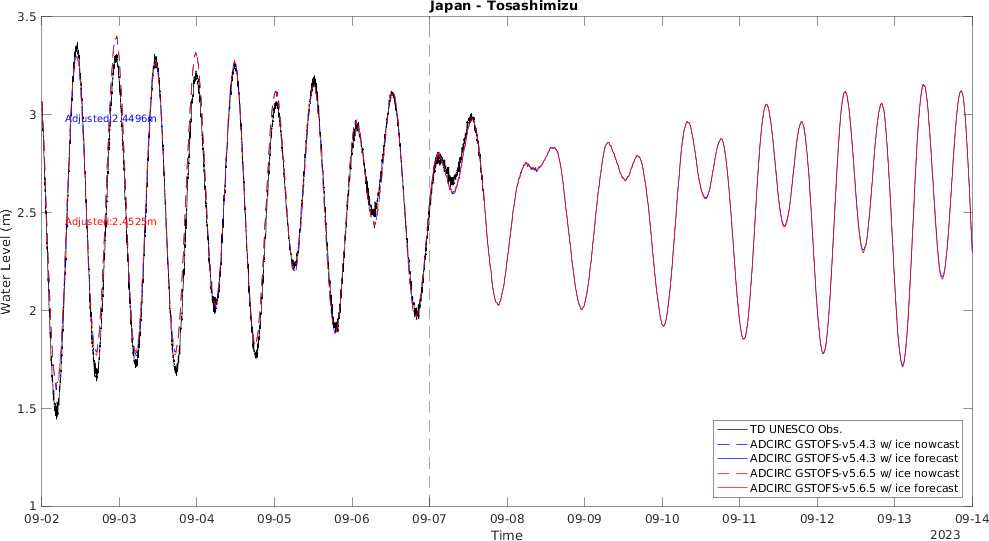 Japan - Tosashimizu
3.5
3
2.5
2
1.5
1
Water Level (m)
Adjusted:2.4496m
Adjusted:2.4525m
TD UNESCO Obs.
ADCIRC GSTOFS-v5.4.3 w/ ice nowcast
ADCIRC GSTOFS-v5.4.3 w/ ice forecast
ADCIRC GSTOFS-v5.6.5 w/ ice nowcast
ADCIRC GSTOFS-v5.6.5 w/ ice forecast
09-02 09-03 09-04 09-05 09-06 09-07 09-08 09-09 09-10 09-11 09-12 09-13 09-14
Time
2023